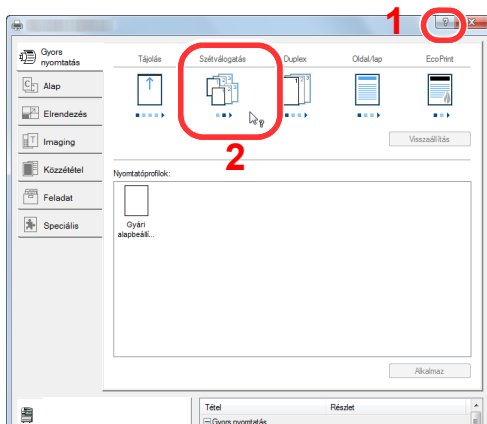 1
?
Gyors
nyomtatás
Alap
Elrendezés
Imaging
Közzététel
Feladat
Speciális
Tájolás
Szétválogatás
Duplex
Oldal/lap
EcoPrint
2
Visszaállítás
Nyomtatóprofilok:
Gyári
alapbeállí...
Alkalmaz
Tétel
Részlet
Gyors nyomtatás